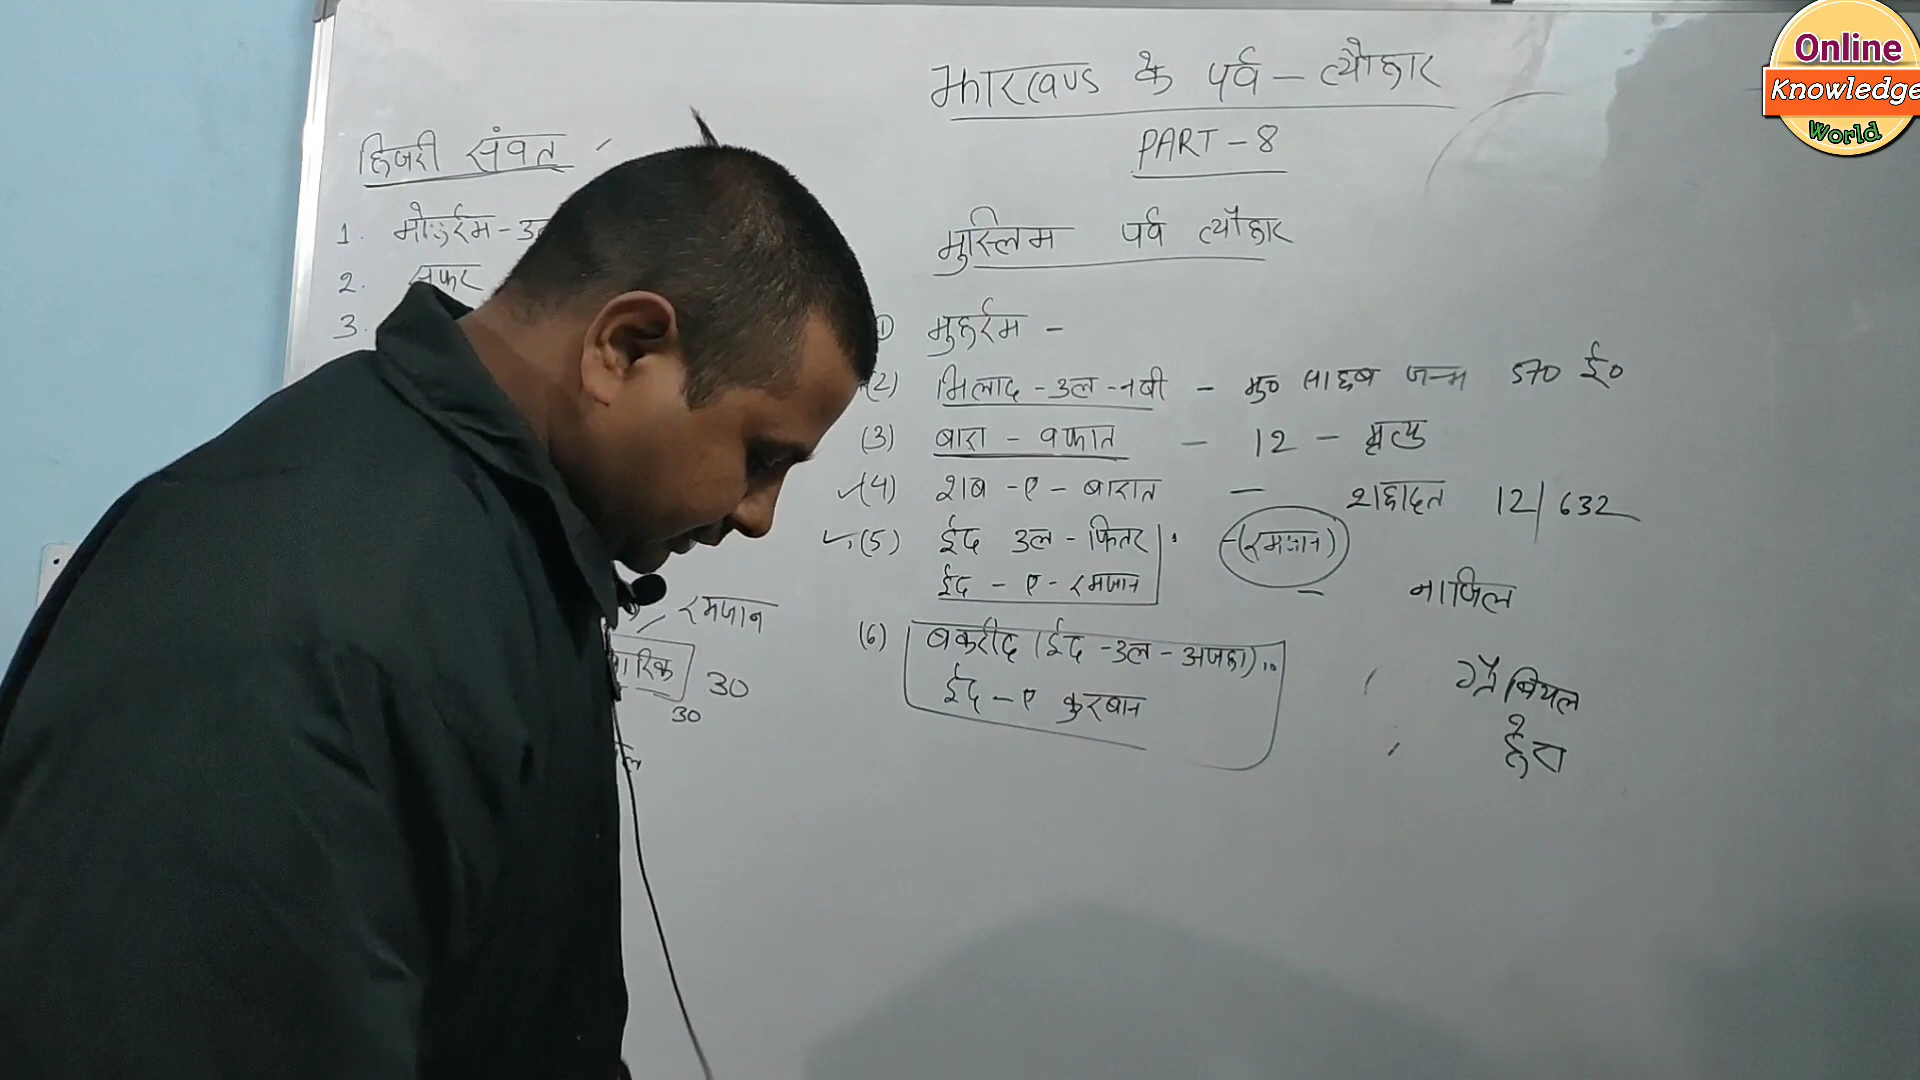 झारखण्ड के पर्व - त्यौहार
PART - 8
हिजरी संवत
1. मोहर्रम - उल
2. सफर
3.
रमजान
30
30
मुस्लिम पर्व त्यौहार
(1) मुहर्रम -
(2) मिलाद - उल - नबी - मु० साहब जन्म 570 ई०
(3) बारा - वफात - 12 - मृत्यु
(4) शब - ए - बारात - शहादत 12/632
(5) ईद उल - फितर - (रमजान)
ईद - ए - रमजान - नाजिल
(6) बकरीद (ईद - उल - अजहा)
ईद - ए कुरबान
ग्रैबियल
Online
Knowledge
World